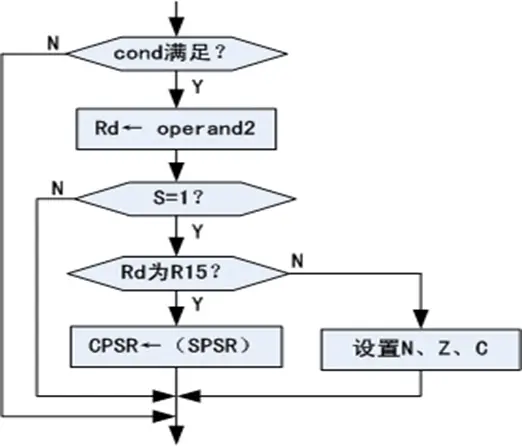 N
cond满足?
Y
Rd← operand2
N
S=1?
Y
Rd为R15?
N
Y
CPSR←（SPSR）
设置N、Z、C